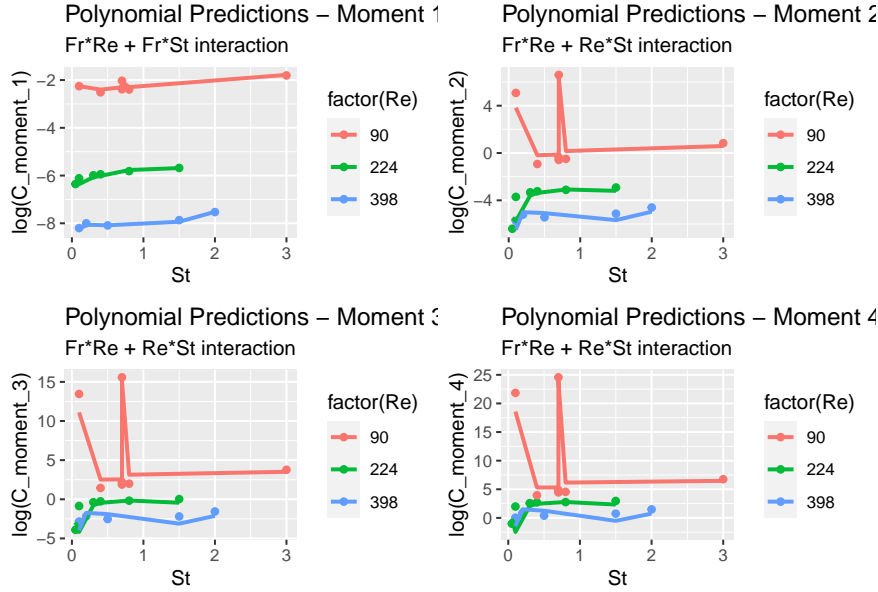 Polynomial Predictions – Moment 1
Fr*Re + Fr*St interaction
log(C_moment_1)
−2
−4
−6
−8
0
1
2
3
St
factor(Re)
90
224
398
Polynomial Predictions – Moment 2
Fr*Re + Re*St interaction
log(C_moment_2)
4
0
−4
0
1
2
3
St
factor(Re)
90
224
398
Polynomial Predictions – Moment 3
Fr*Re + Re*St interaction
log(C_moment_3)
15
10
5
0
−5
0
1
2
3
St
factor(Re)
90
224
398
Polynomial Predictions – Moment 4
Fr*Re + Re*St interaction
log(C_moment_4)
25
20
15
10
5
0
0
1
2
3
St
factor(Re)
90
224
398